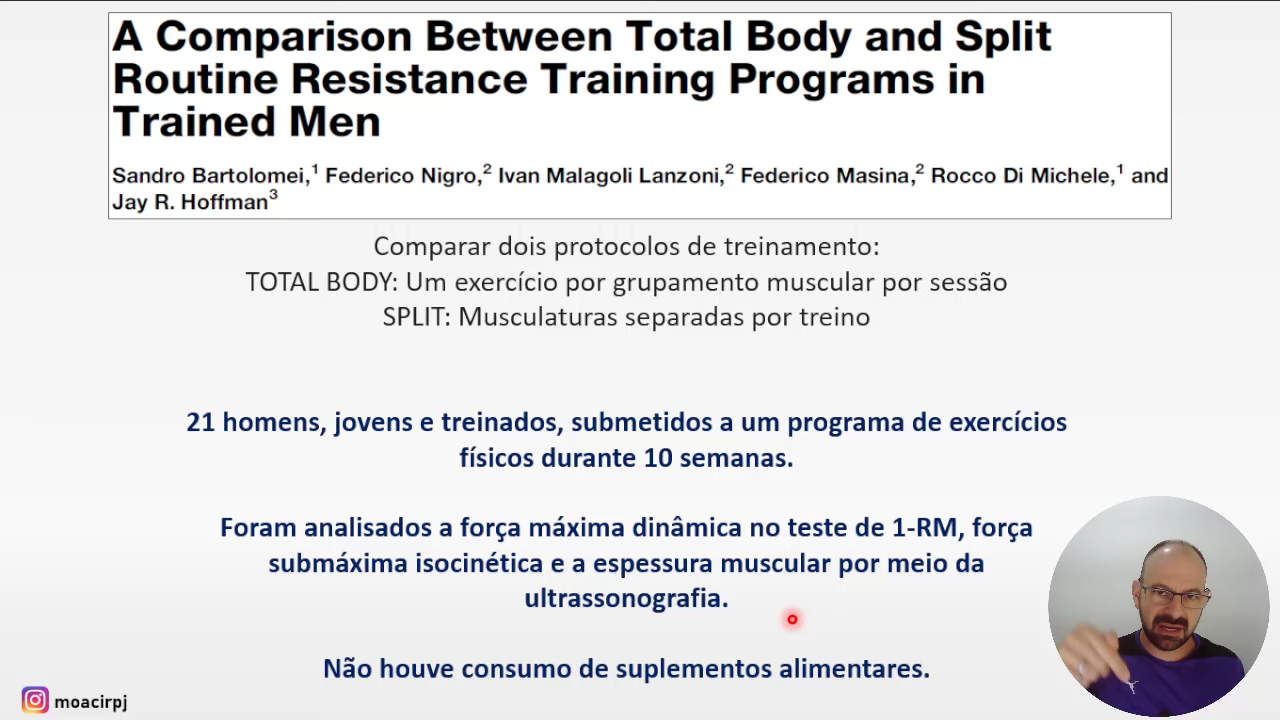 A Comparison Between Total Body and Split
Routine Resistance Training Programs in
Trained Men
Sandro Bartolomei,1 Federico Nigro,2 Ivan Malagoli Lanzoni,2 Federico Masina,2 Rocco Di Michele,1 and
Jay R. Hoffman3
Comparar dois protocolos de treinamento:
TOTAL BODY: Um exercício por grupamento muscular por sessão
SPLIT: Musculaturas separadas por treino
21 homens, jovens e treinados, submetidos a um programa de exercícios
físicos durante 10 semanas.
Foram analisados a força máxima dinâmica no teste de 1-RM, força
submáxima isocinética e a espessura muscular por meio da
ultrassonografia.
Não houve consumo de suplementos alimentares.
moacirpj